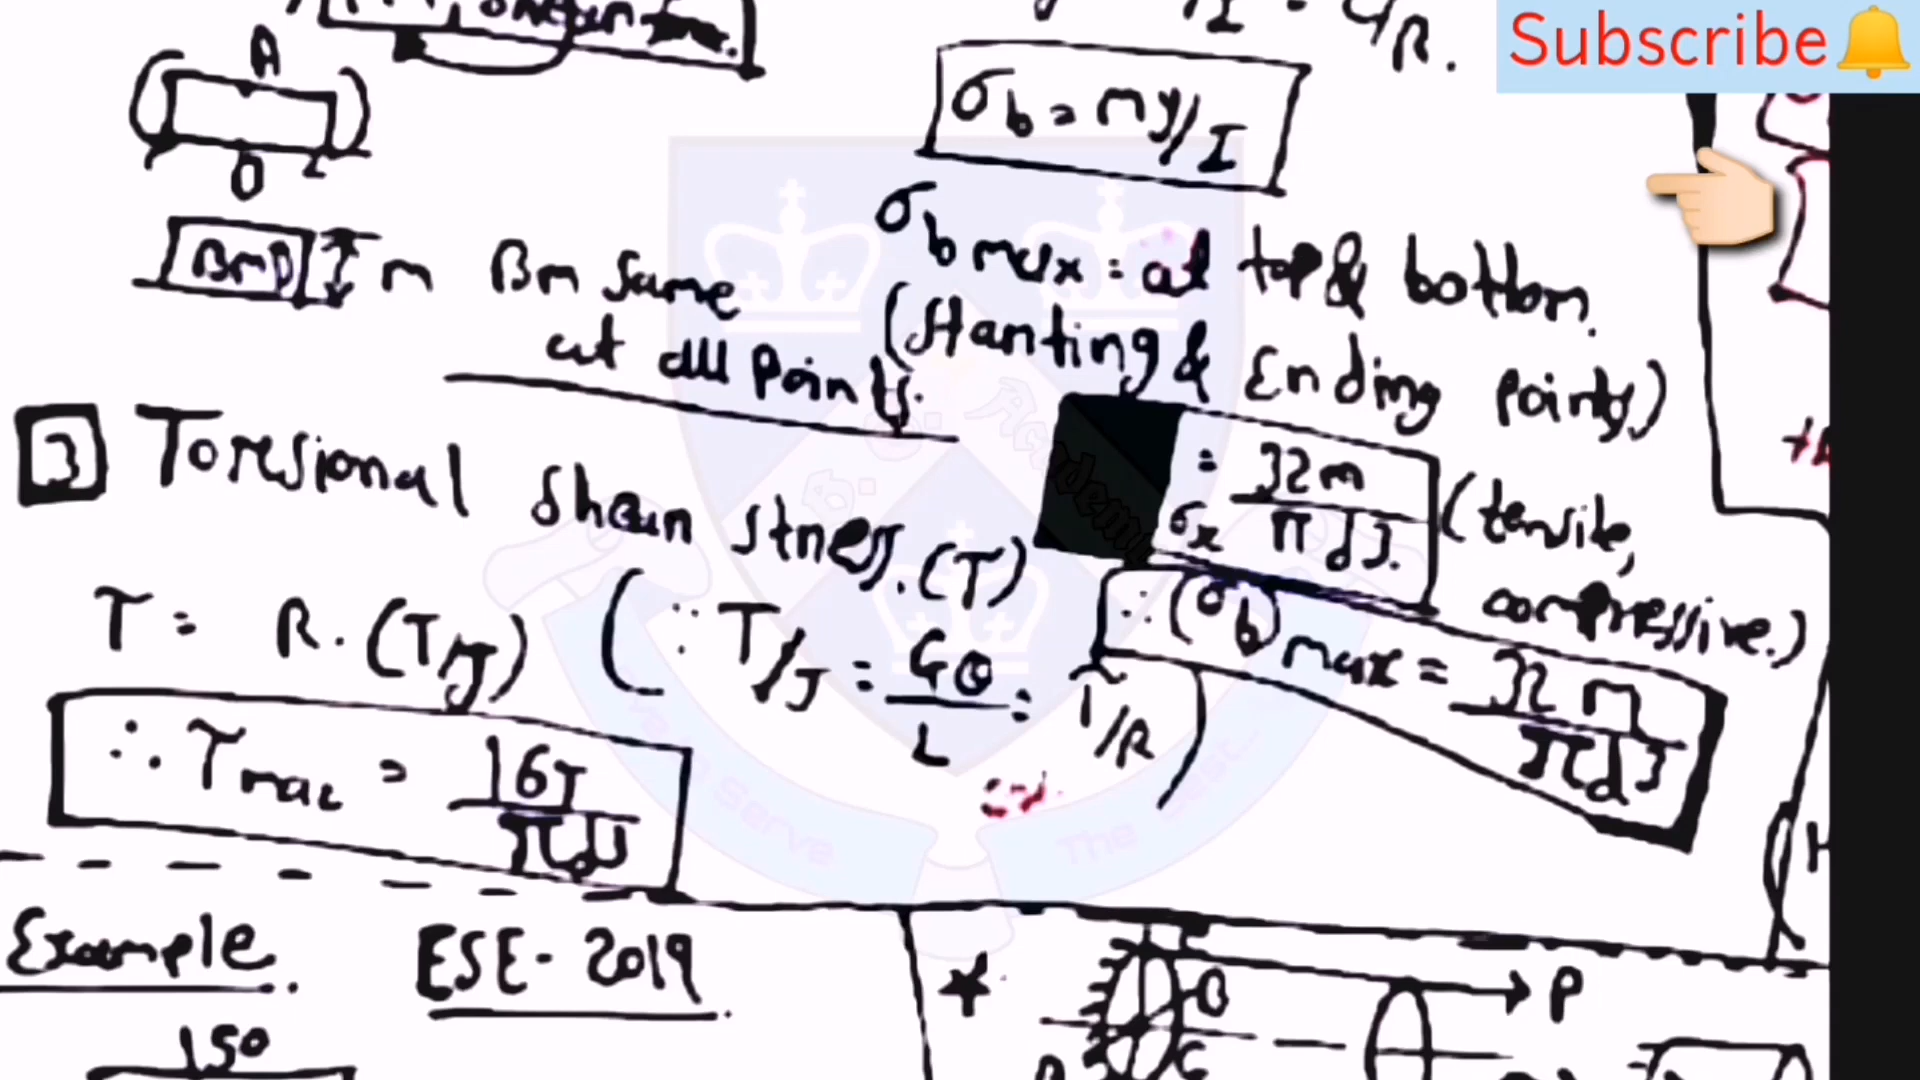 Subscribe
A
σb = my/I
B
BMD m Bm same
at all points.
σb max = at top & bottom.
(Starting & Ending points)
= 32m
σx πd3. (tensile,
compressive.)
∴ (σb)max = 32 m
πd3
3 Torsional shear stress. (T)
τ = R. (T/J) (∵ T/J = Gθ = τ/R)
L
∴ τmax = 16T
πd3
Example. ESE - 2019
150
B P
C